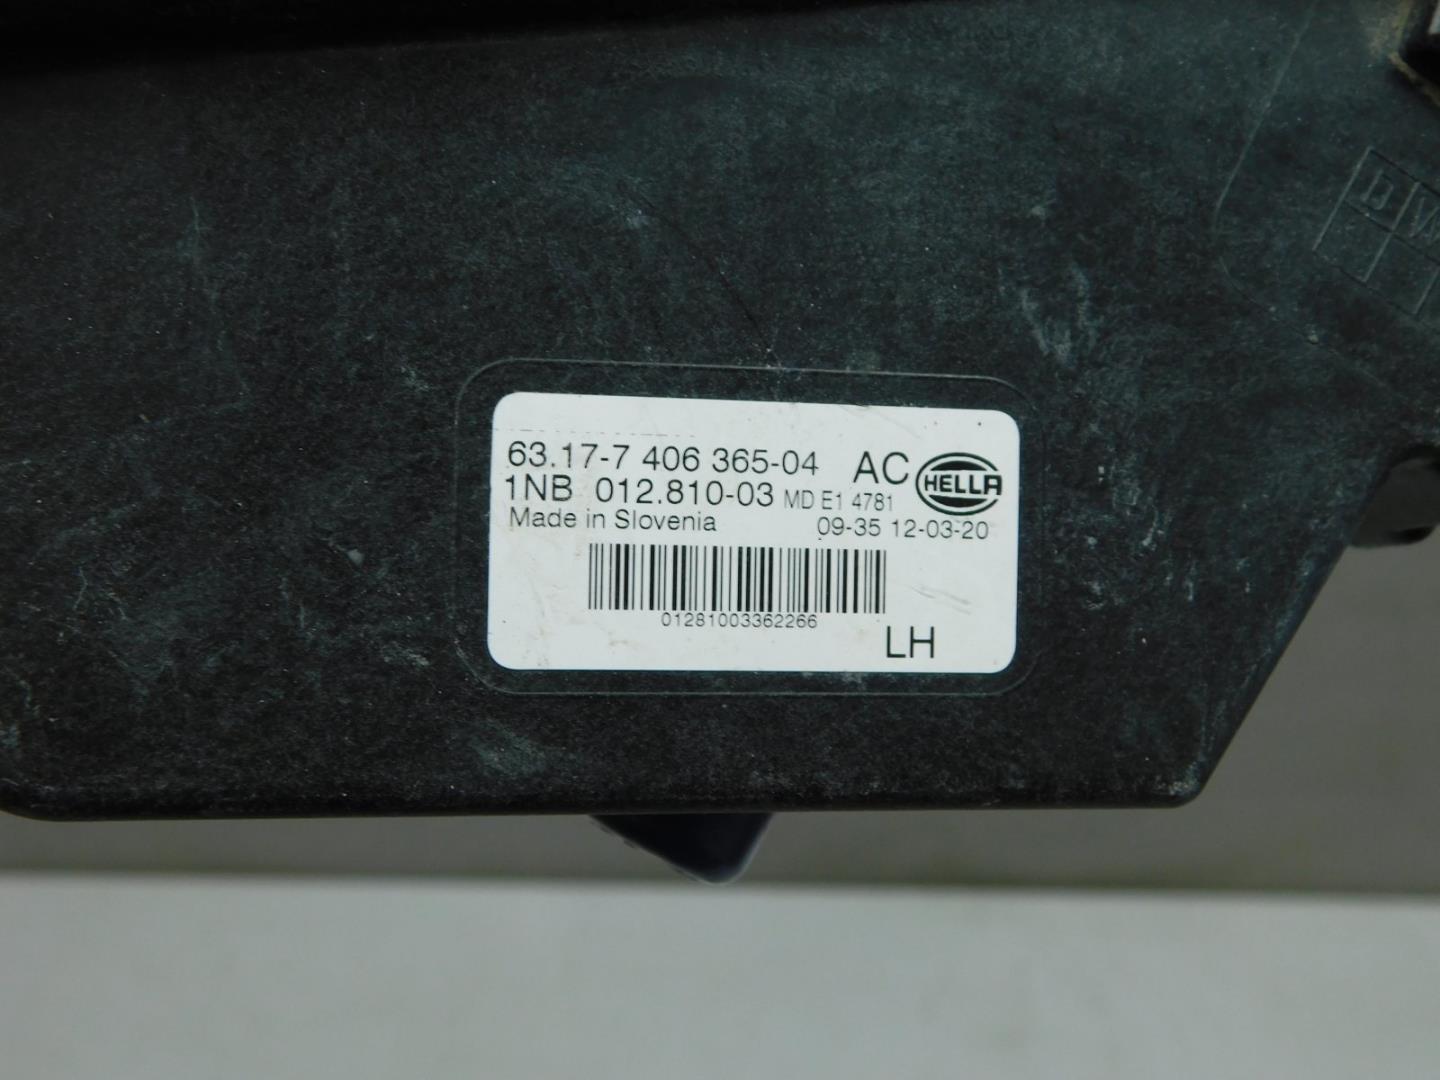 63.17-7 406 365-04 AC HELLA
1NB 012.810-03 MD E1 4781
Made in Slovenia 09-35 12-03-20
01281003362266
LH
D W